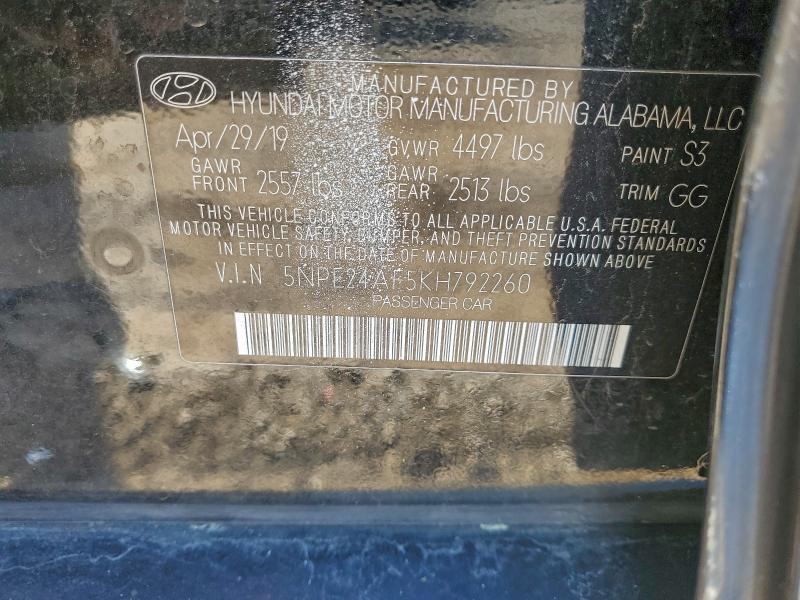 MANUFACTURED BY
HYUNDAI MOTOR MANUFACTURING ALABAMA, LLC
Apr/29/19 GVWR 4497 lbs PAINT S3
GAWR FRONT 2557 lbs GAWR REAR 2513 lbs TRIM GG
THIS VEHICLE CONFORMS TO ALL APPLICABLE U.S.A. FEDERAL
MOTOR VEHICLE SAFETY, BUMPER, AND THEFT PREVENTION STANDARDS
IN EFFECT ON THE DATE OF MANUFACTURE SHOWN ABOVE
V.I.N 5NPE24AF5KH792260
PASSENGER CAR